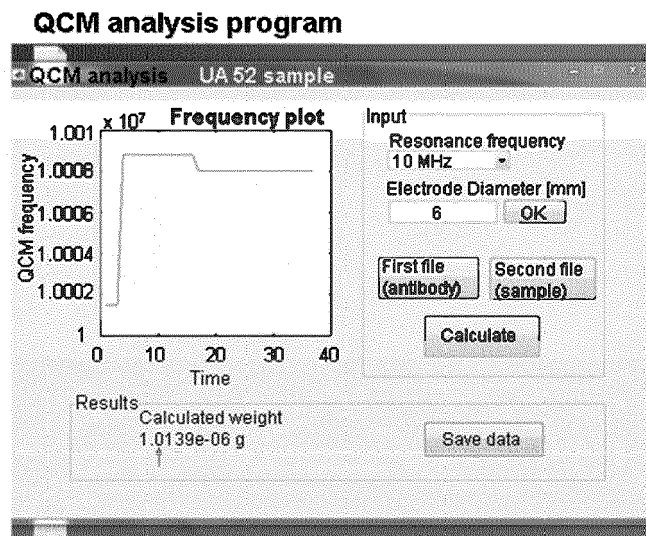 QCM analysis program
QCM analysis UA 52 sample
x 10⁷ Frequency plot
1.001
1.0008
1.0006
1.0004
1.0002
1
QCM frequency
0 10 20 30 40
Time
Input
Resonance frequency
10 MHz
Electrode Diameter [mm]
6 OK
First file
(antibody)
Second file
(sample)
Calculate
Results
Calculated weight
1.0139e-06 g
Save data